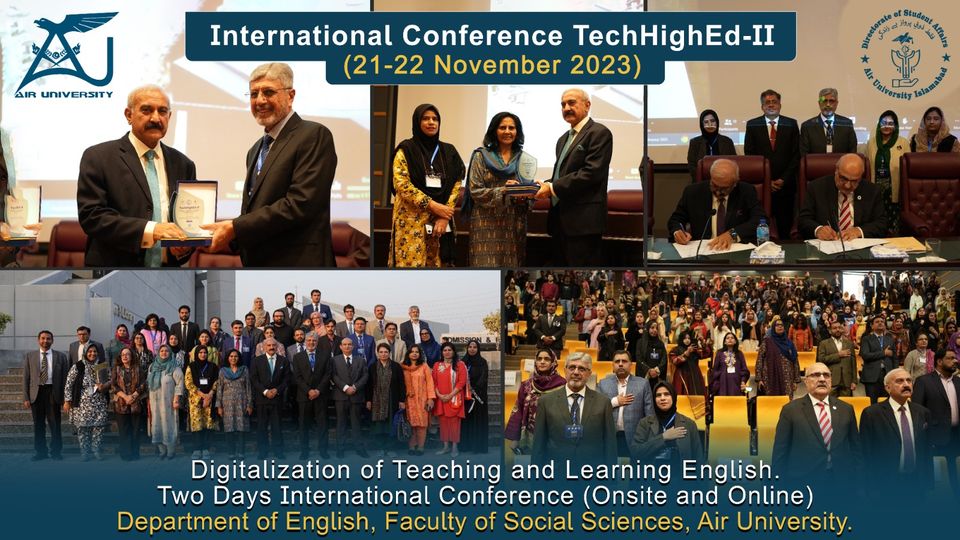 AIR UNIVERSITY
International Conference TechHighEd-II
(21-22 November 2023)
Directorate of Student Affairs
Air University Islamabad
Digitalization of Teaching and Learning English.
Two Days International Conference (Onsite and Online)
Department of English, Faculty of Social Sciences, Air University.